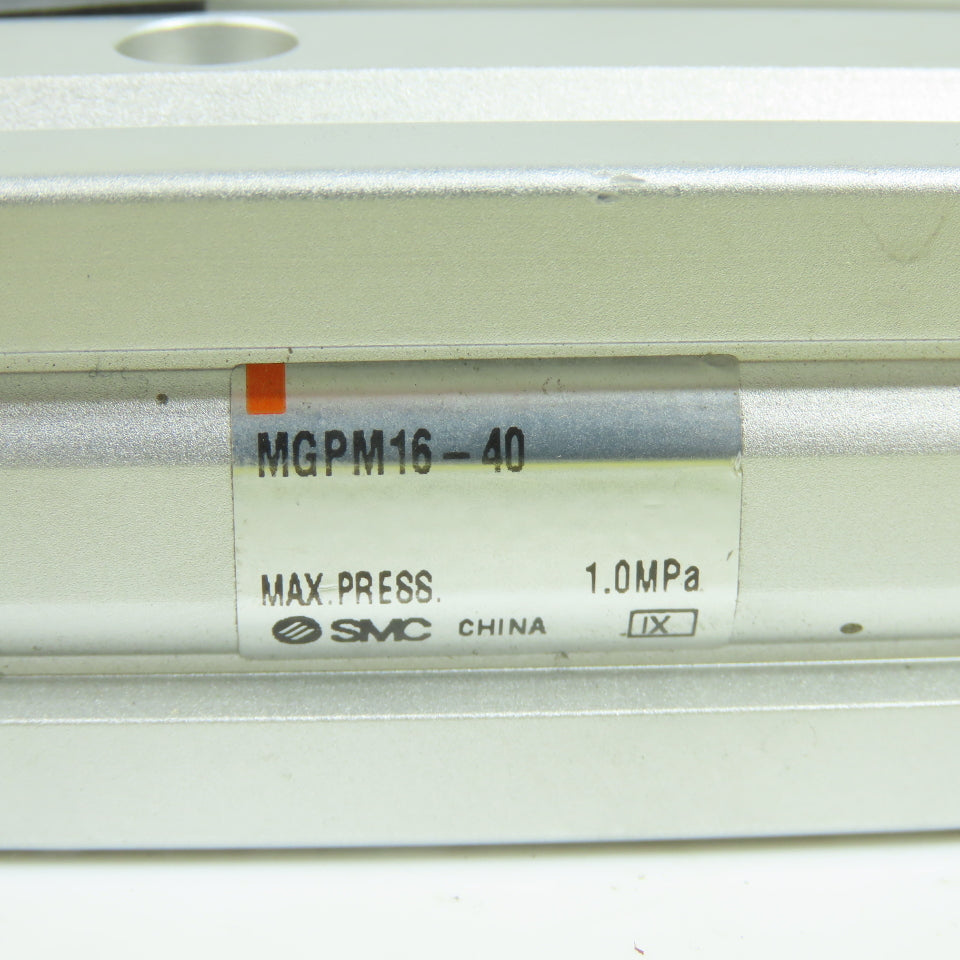 MGPM16-40
MAX.PRESS. 1.0MPa
SMC CHINA IX